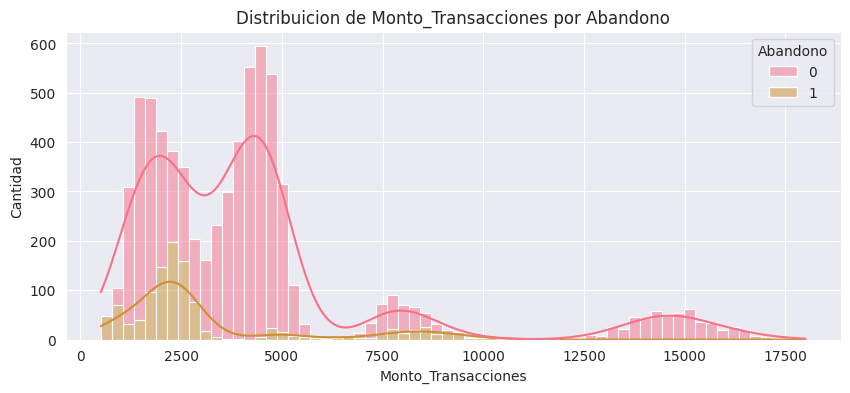 Distribuicion de Monto_Transacciones por Abandono
Abandono
0
1
600
500
400
300
200
100
0
Cantidad
0 2500 5000 7500 10000 12500 15000 17500
Monto_Transacciones